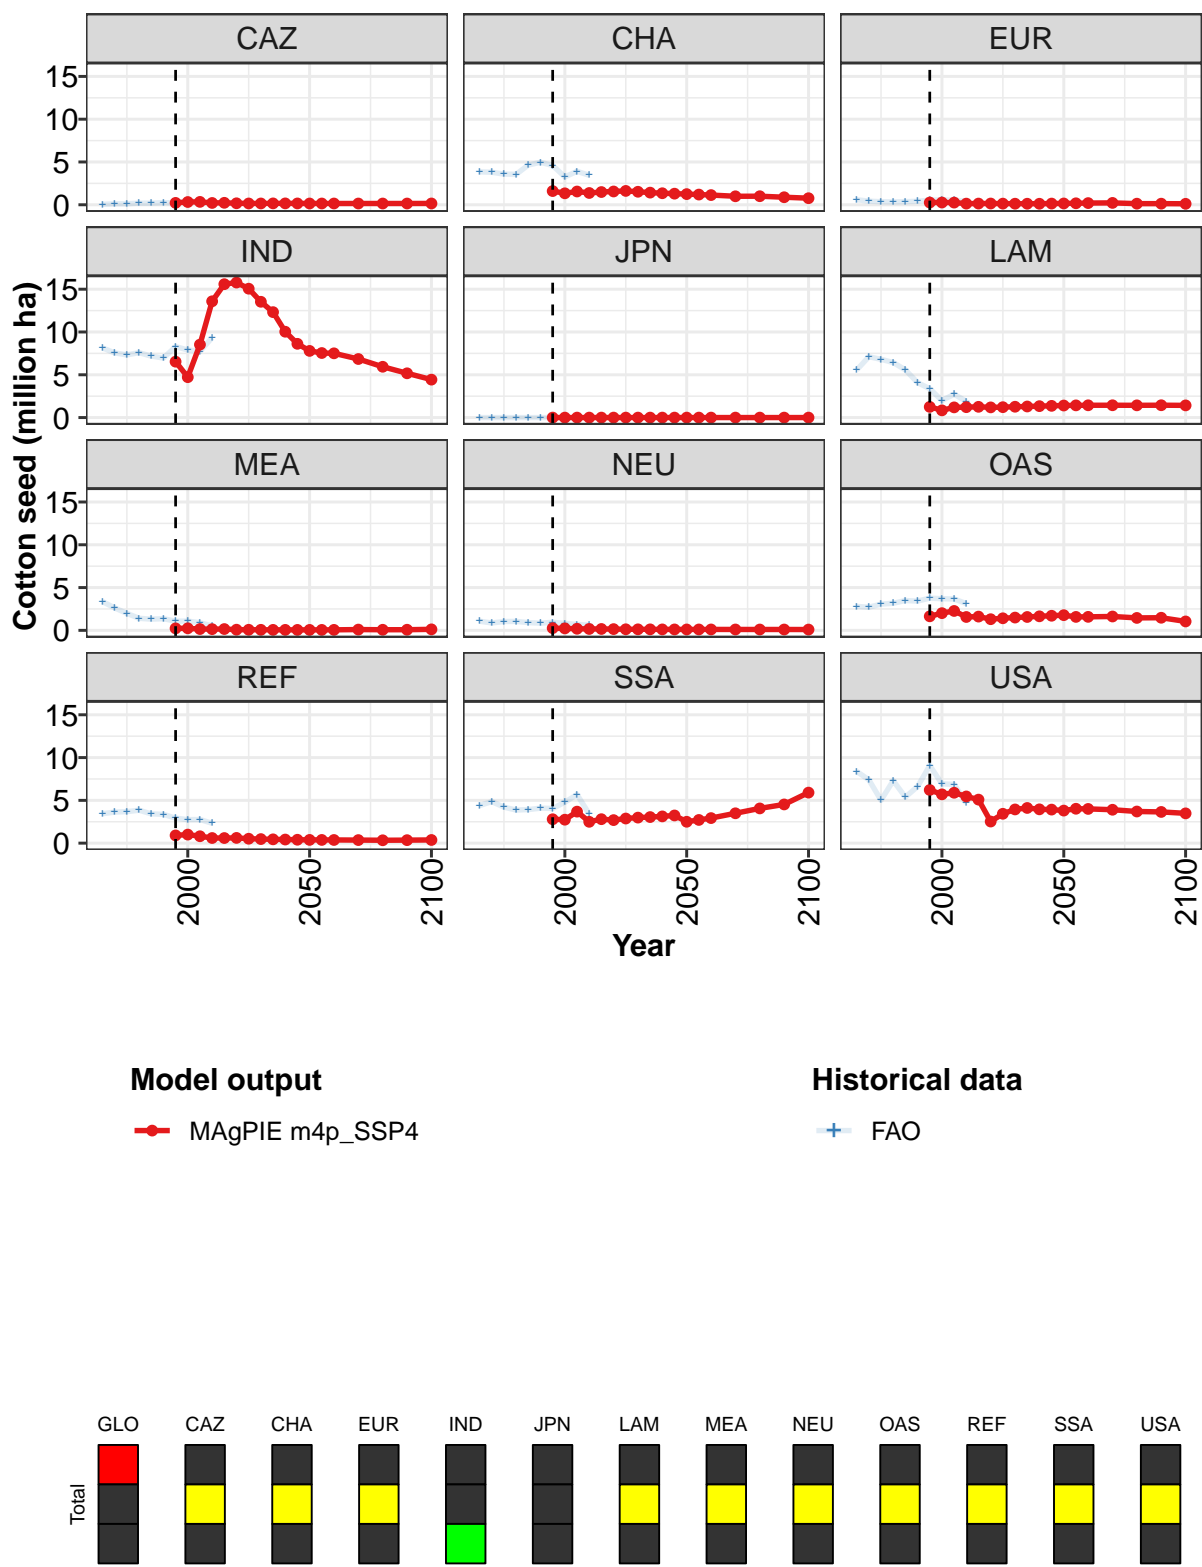 CAZ CHA EUR
15
10
5
0
IND JPN LAM
15
10
5
0
MEA NEU OAS
15
10
5
0
REF SSA USA
15
10
5
0
Cotton seed (million ha)
2000 2050 2100 2000 2050 2100 2000 2050 2100
Year
Model output Historical data
MAgPIE m4p_SSP4 FAO
GLO CAZ CHA EUR IND JPN LAM MEA NEU OAS REF SSA USA
Total